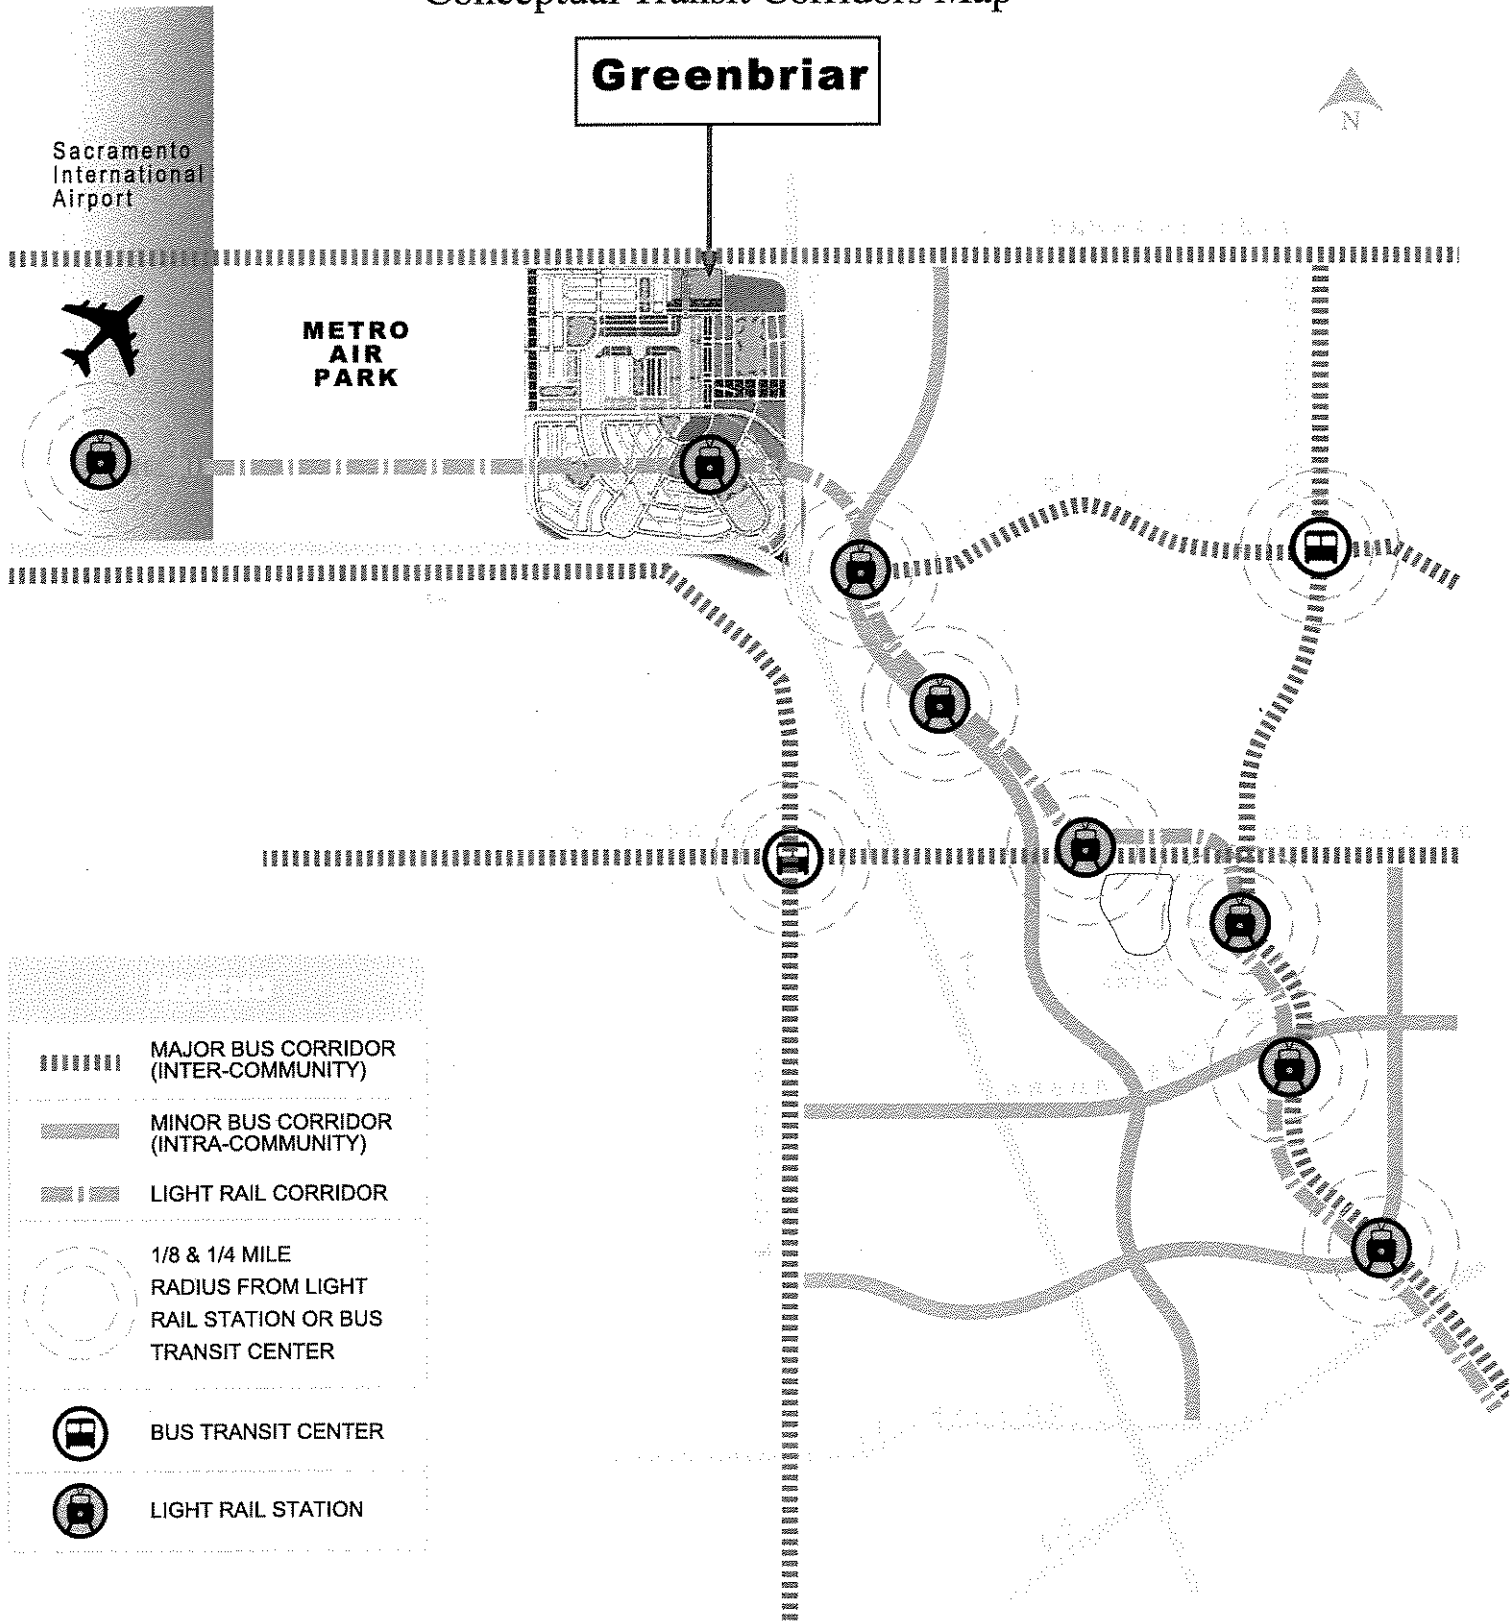 Conceptual Transit Corridors Map
Greenbriar
N
Sacramento
International
Airport
METRO
AIR
PARK
LEGEND
MAJOR BUS CORRIDOR
(INTER-COMMUNITY)
MINOR BUS CORRIDOR
(INTRA-COMMUNITY)
LIGHT RAIL CORRIDOR
1/8 & 1/4 MILE
RADIUS FROM LIGHT
RAIL STATION OR BUS
TRANSIT CENTER
BUS TRANSIT CENTER
LIGHT RAIL STATION